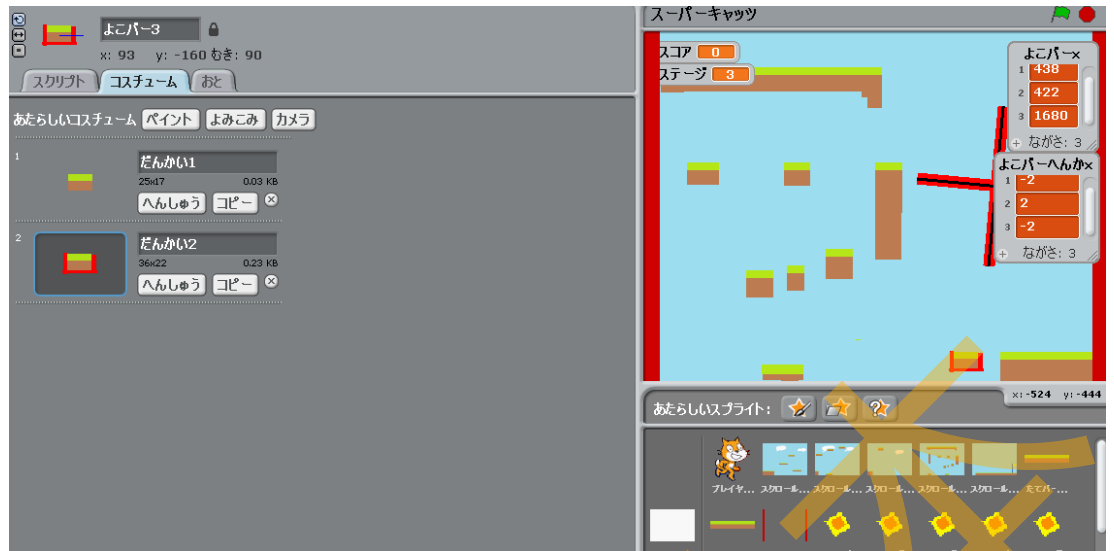 よこバー3
x: 93 y: -160 むき: 90
スクリプト コスチューム おと
あたらしいコスチューム ペイント よみこみ カメラ
1
だんかい1
25x17 0.03 KB
へんしゅう コピー
2
だんかい2
36x22 0.23 KB
へんしゅう コピー
スーパーキャッツ
スコア 0
ステージ 3
よこバーx
1 438
2 422
3 1680
+ ながさ: 3
よこバーへんかx
1 -2
2 2
3 -2
+ ながさ: 3
x: -524 y: -444
あたらしいスプライト:
プレイヤ... スクロール... スクロール... スクロール... スクロール... スクロール... たてバー...